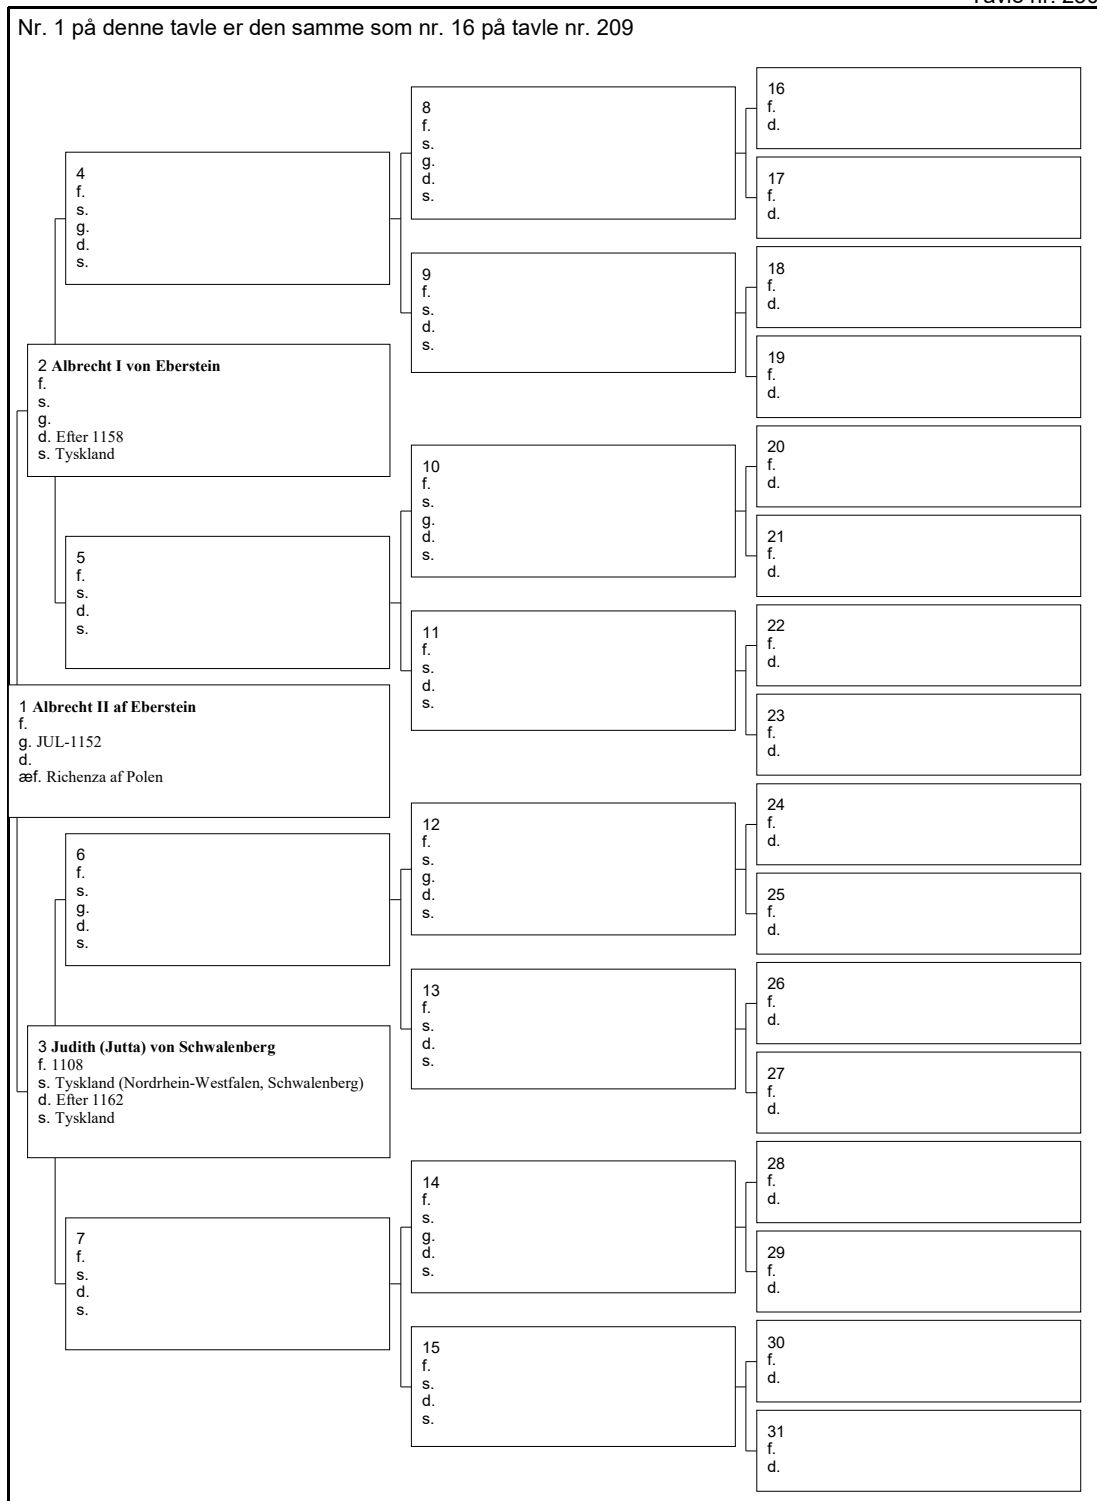 Nr. 1 på denne tavle er den samme som nr. 16 på tavle nr. 209
16
f.
d.
8
f.
s.
g.
d.
s.
17
f.
d.
4
f.
s.
g.
d.
s.
18
f.
d.
9
f.
s.
d.
s.
19
f.
d.
2 Albrecht I von Eberstein
f.
s.
g.
d. Efter 1158
s. Tyskland
20
f.
d.
10
f.
s.
g.
d.
s.
21
f.
d.
5
f.
s.
d.
s.
22
f.
d.
11
f.
s.
d.
s.
23
f.
d.
1 Albrecht II af Eberstein
f.
g. JUL-1152
d.
æf. Richenza af Polen
24
f.
d.
12
f.
s.
g.
d.
s.
25
f.
d.
6
f.
s.
g.
d.
s.
26
f.
d.
13
f.
s.
d.
s.
27
f.
d.
3 Judith (Jutta) von Schwalenberg
f. 1108
s. Tyskland (Nordrhein-Westfalen, Schwalenberg)
d. Efter 1162
s. Tyskland
28
f.
d.
14
f.
s.
g.
d.
s.
29
f.
d.
7
f.
s.
d.
s.
30
f.
d.
15
f.
s.
d.
s.
31
f.
d.